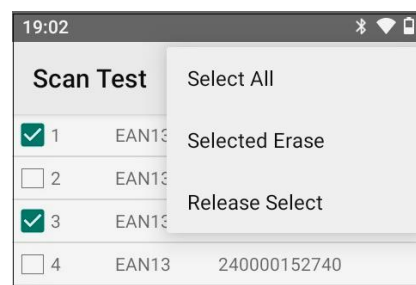 19:02
Scan Test
Select All
Selected Erase
Release Select
1 EAN13
2 EAN13
3 EAN13
4 EAN13 240000152740